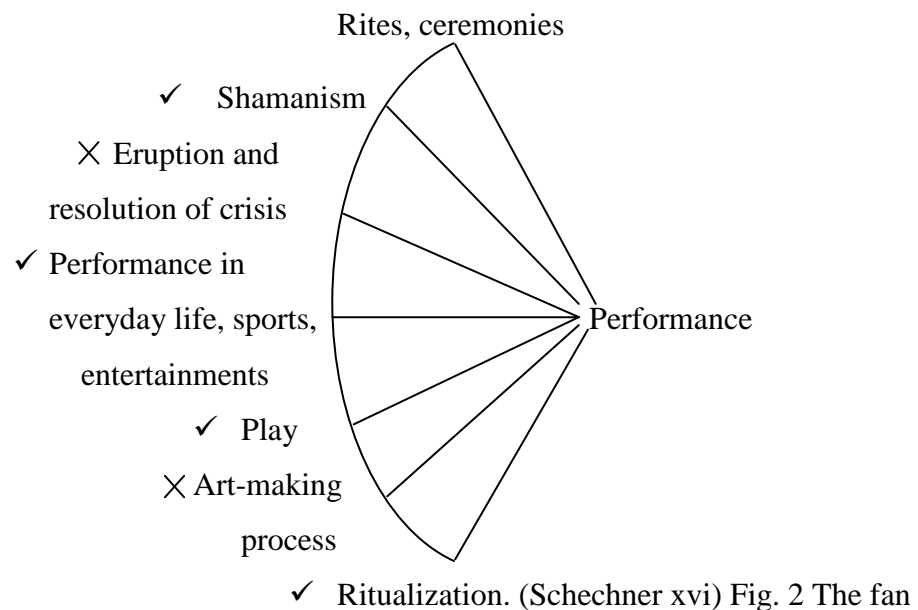 Rites, ceremonies
✓ Shamanism
× Eruption and
resolution of crisis
✓ Performance in
everyday life, sports,
Performance
entertainments
✓ Play
× Art-making
process
✓ Ritualization. (Schechner xvi) Fig. 2 The fan